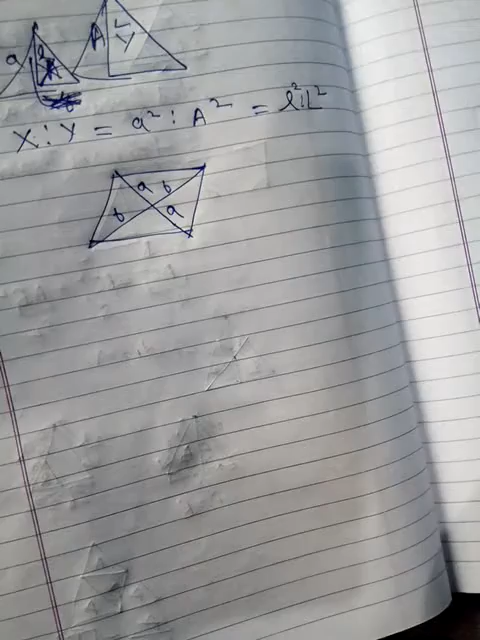 a l X A L Y
X : Y = a² : A² = l² : L²
a b
b a